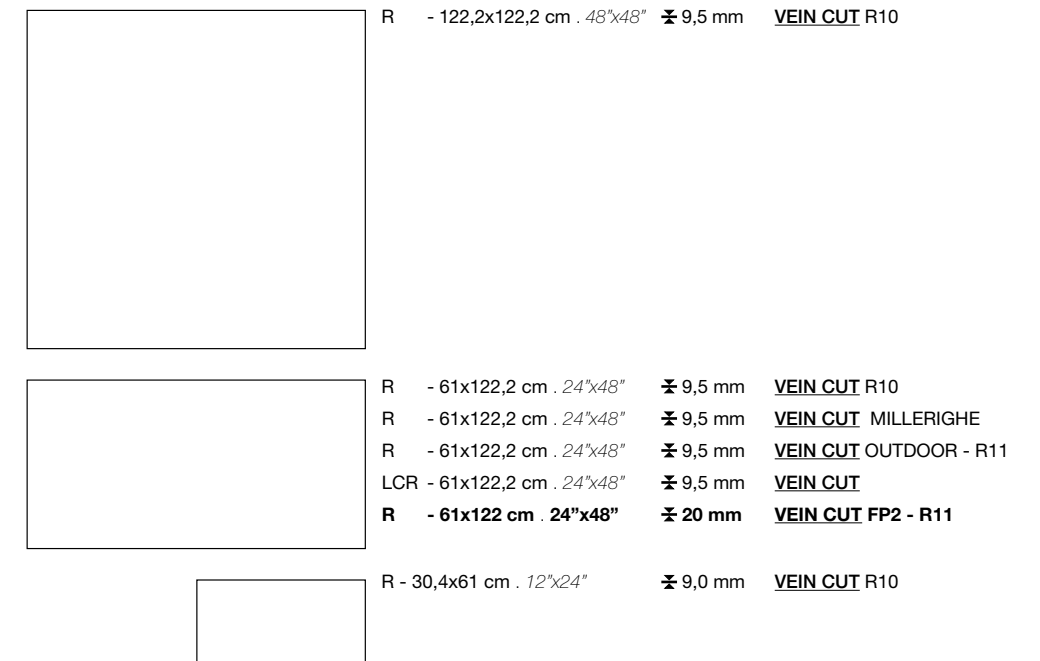 R - 122,2x122,2 cm . 48”x48” 9,5 mm VEIN CUT R10
R - 61x122,2 cm . 24”x48” 9,5 mm VEIN CUT R10
R - 61x122,2 cm . 24”x48” 9,5 mm VEIN CUT MILLERIGHE
R - 61x122,2 cm . 24”x48” 9,5 mm VEIN CUT OUTDOOR - R11
LCR - 61x122,2 cm . 24”x48” 9,5 mm VEIN CUT
R - 61x122 cm . 24”x48” 20 mm VEIN CUT FP2 - R11
R - 30,4x61 cm . 12”x24” 9,0 mm VEIN CUT R10